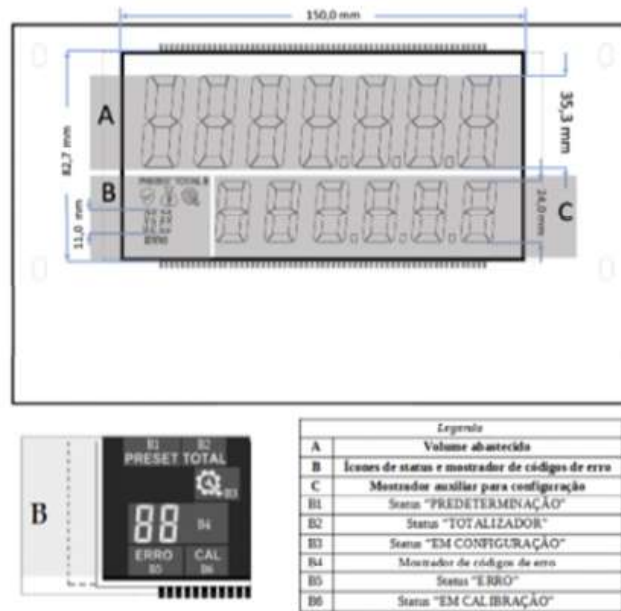 150,0 mm
A
82,7 mm
35,3 mm
B
PRESET TOTAL
11,0 mm
24,0 mm
C
B1 B2
PRESET TOTAL
B3
B
B4
ERRO CAL
B5 B6
Legenda
A Volume abastecido
B Ícones de status e mostrador de códigos de erro
C Mostrador auxiliar para configuração
B1 Status "PREDETERMINAÇÃO"
B2 Status "TOTALIZADOR"
B3 Status "EM CONFIGURAÇÃO"
B4 Mostrador de códigos de erro
B5 Status "ERRO"
B6 Status "EM CALIBRAÇÃO"